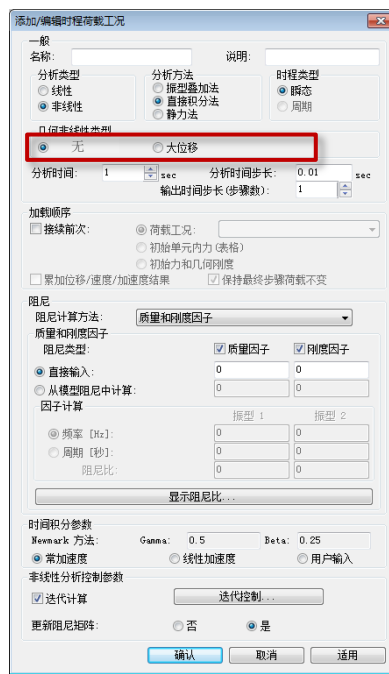 添加/编辑时程荷载工况
一般
名称: 说明:
分析类型 分析方法 时程类型
线性 振型叠加法 瞬态
非线性 直接积分法 周期
静力法
几何非线性类型
无 大位移
分析时间: 1 sec 分析时间步长: 0.01 sec
输出时间步长(步骤数): 1
加载顺序
接续前次: 荷载工况:
初始单元内力(表格)
初始力和几何刚度
累加位移/速度/加速度结果 保持最终步骤荷载不变
阻尼
阻尼计算方法: 质量和刚度因子
质量和刚度因子
阻尼类型: 质量因子 刚度因子
直接输入: 0 0
从模型阻尼中计算: 0 0
因子计算 振型 1 振型 2
频率 [Hz]: 0 0
周期 [秒]: 0 0
阻尼比: 0 0
显示阻尼比...
时间积分参数
Newmark 方法: Gamma: 0.5 Beta: 0.25
常加速度 线性加速度 用户输入
非线性分析控制参数
迭代计算 迭代控制...
更新阻尼矩阵: 否 是
确认 取消 适用